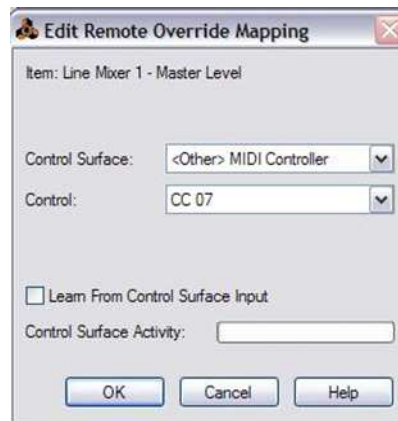 Edit Remote Override Mapping
Item: Line Mixer 1 - Master Level
Control Surface: <Other> MIDI Controller
Control: CC 07
Learn From Control Surface Input
Control Surface Activity:
OK Cancel Help